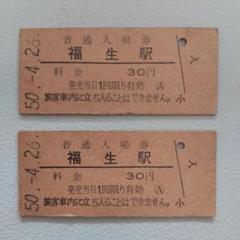 50.-4.26.
普通入場券
福生駅
料金 30円
発売当日1回限り有効 Ⓐ
旅客車内に立ち入ることはできません。
小
入
50.-4.26.
普通入場券
福生駅
料金 30円
発売当日1回限り有効 Ⓐ
旅客車内に立ち入ることはできません。
小
入